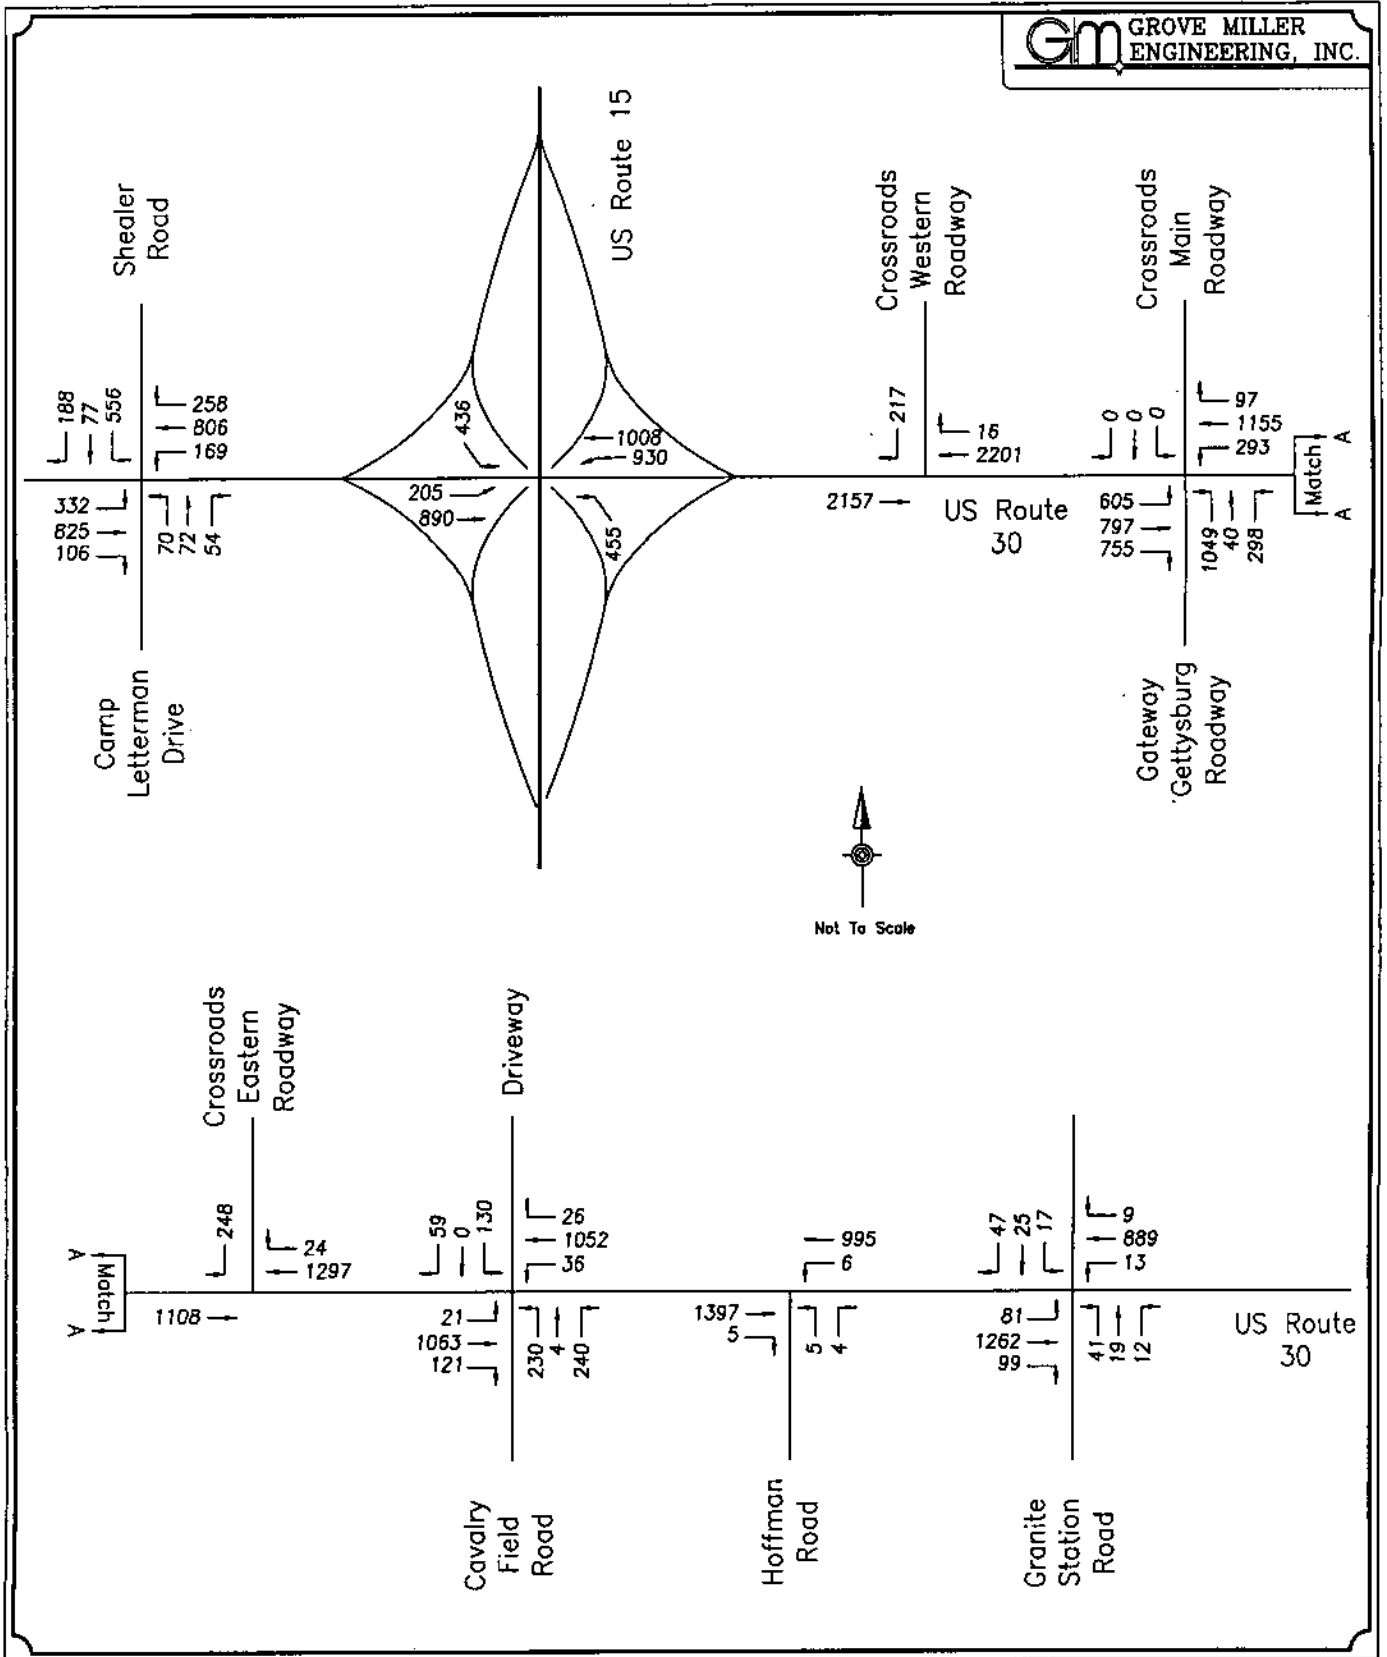 GROVE MILLER
ENGINEERING, INC.
US Route 15
Shealer
Road
188
77
556
258
806
169
332
825
106
70
72
54
Camp
Letterman
Drive
436
1008
930
205
890
455
Crossroads
Western
Roadway
217
16
2201
2157
US Route
30
Crossroads
Main
Roadway
0
0
0
97
1155
293
605
797
755
1049
40
298
Match
A
A
Gateway
Gettysburg
Roadway
Not To Scale
Crossroads
Eastern
Roadway
248
24
1297
A
A
Match
1108
Driveway
59
0
130
26
1052
36
21
1063
121
230
4
240
Cavalry
Field
Road
995
6
1397
5
5
4
Hoffman
Road
47
25
17
9
889
13
81
1262
99
41
19
12
Granite
Station
Road
US Route
30